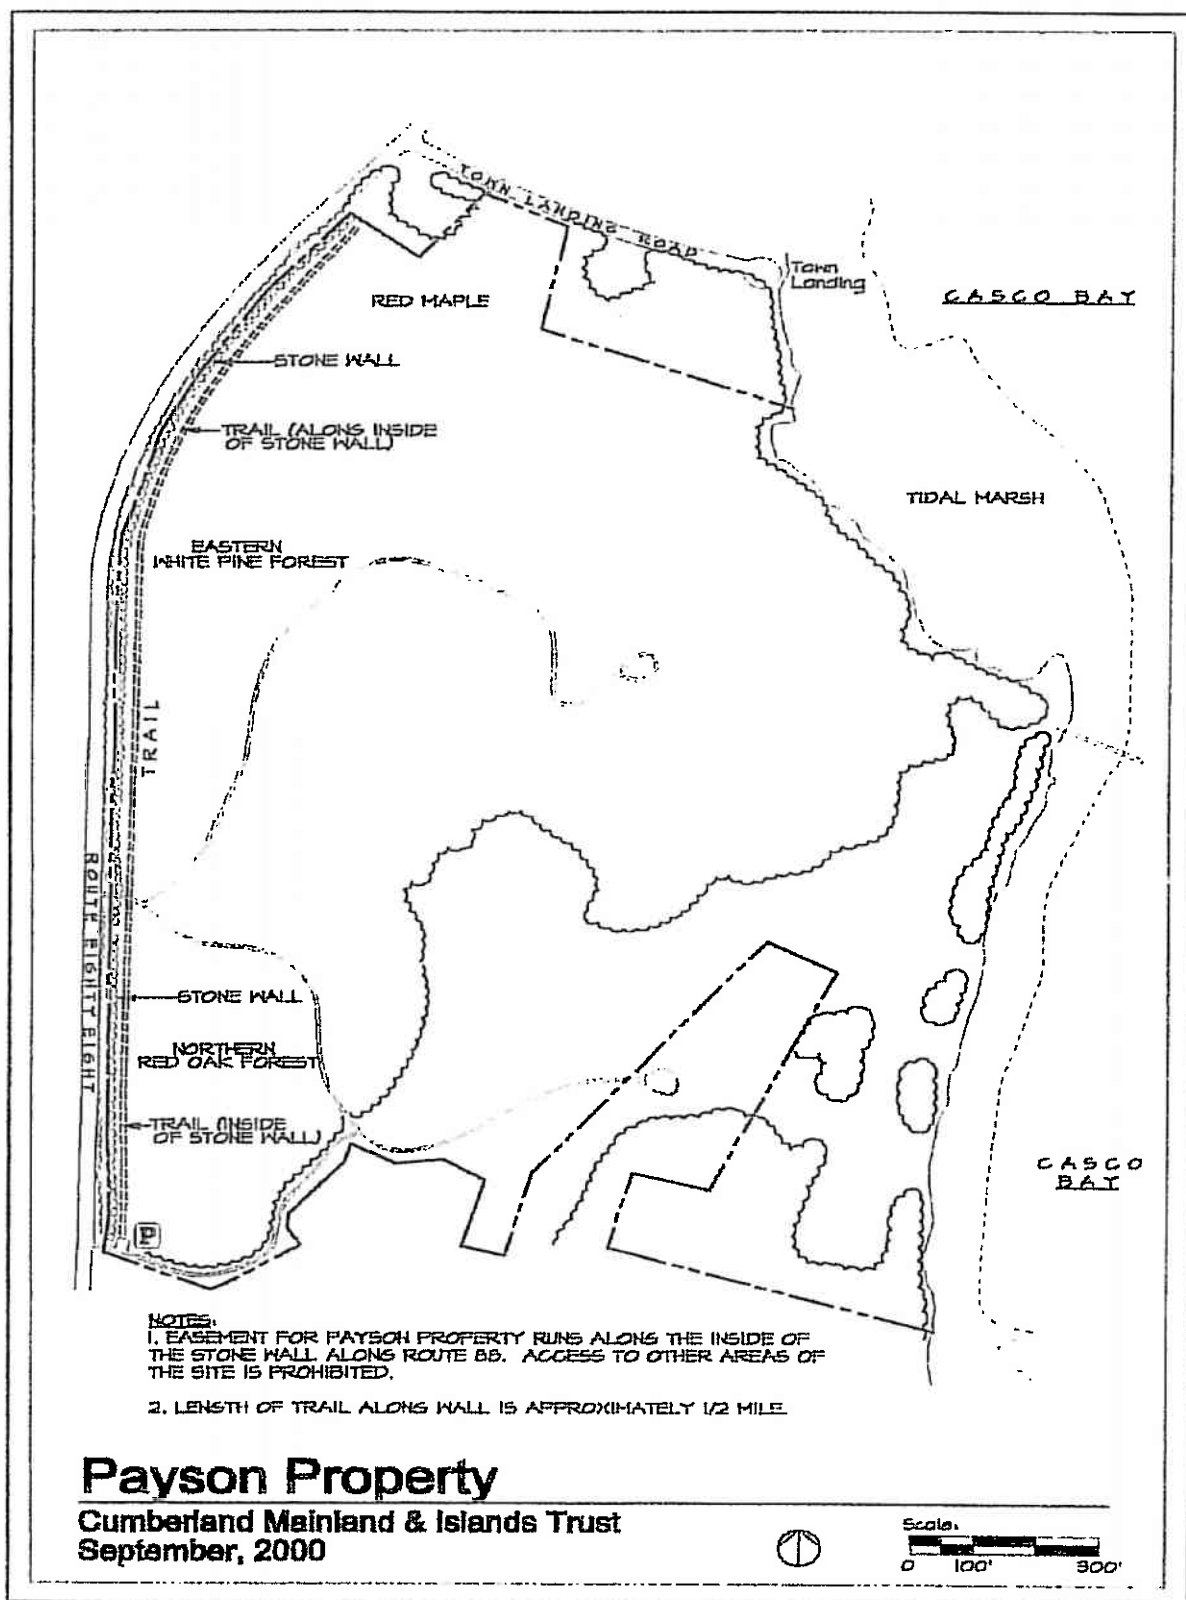 TOWN LANDING ROAD
Town
Landing
CASCO BAY
RED MAPLE
STONE WALL
TRAIL (ALONG INSIDE
OF STONE WALL)
TIDAL MARSH
EASTERN
WHITE PINE FOREST
TRAIL
ROUTE EIGHTY EIGHT
STONE WALL
NORTHERN
RED OAK FOREST
TRAIL (INSIDE
OF STONE WALL)
CASCO
BAY
P
NOTES:
1. EASEMENT FOR PAYSON PROPERTY RUNS ALONG THE INSIDE OF
THE STONE WALL ALONG ROUTE 88. ACCESS TO OTHER AREAS OF
THE SITE IS PROHIBITED.
2. LENGTH OF TRAIL ALONG WALL IS APPROXIMATELY 1/2 MILE
Payson Property
Cumberland Mainland & Islands Trust
September, 2000
Scale:
0 100' 300'